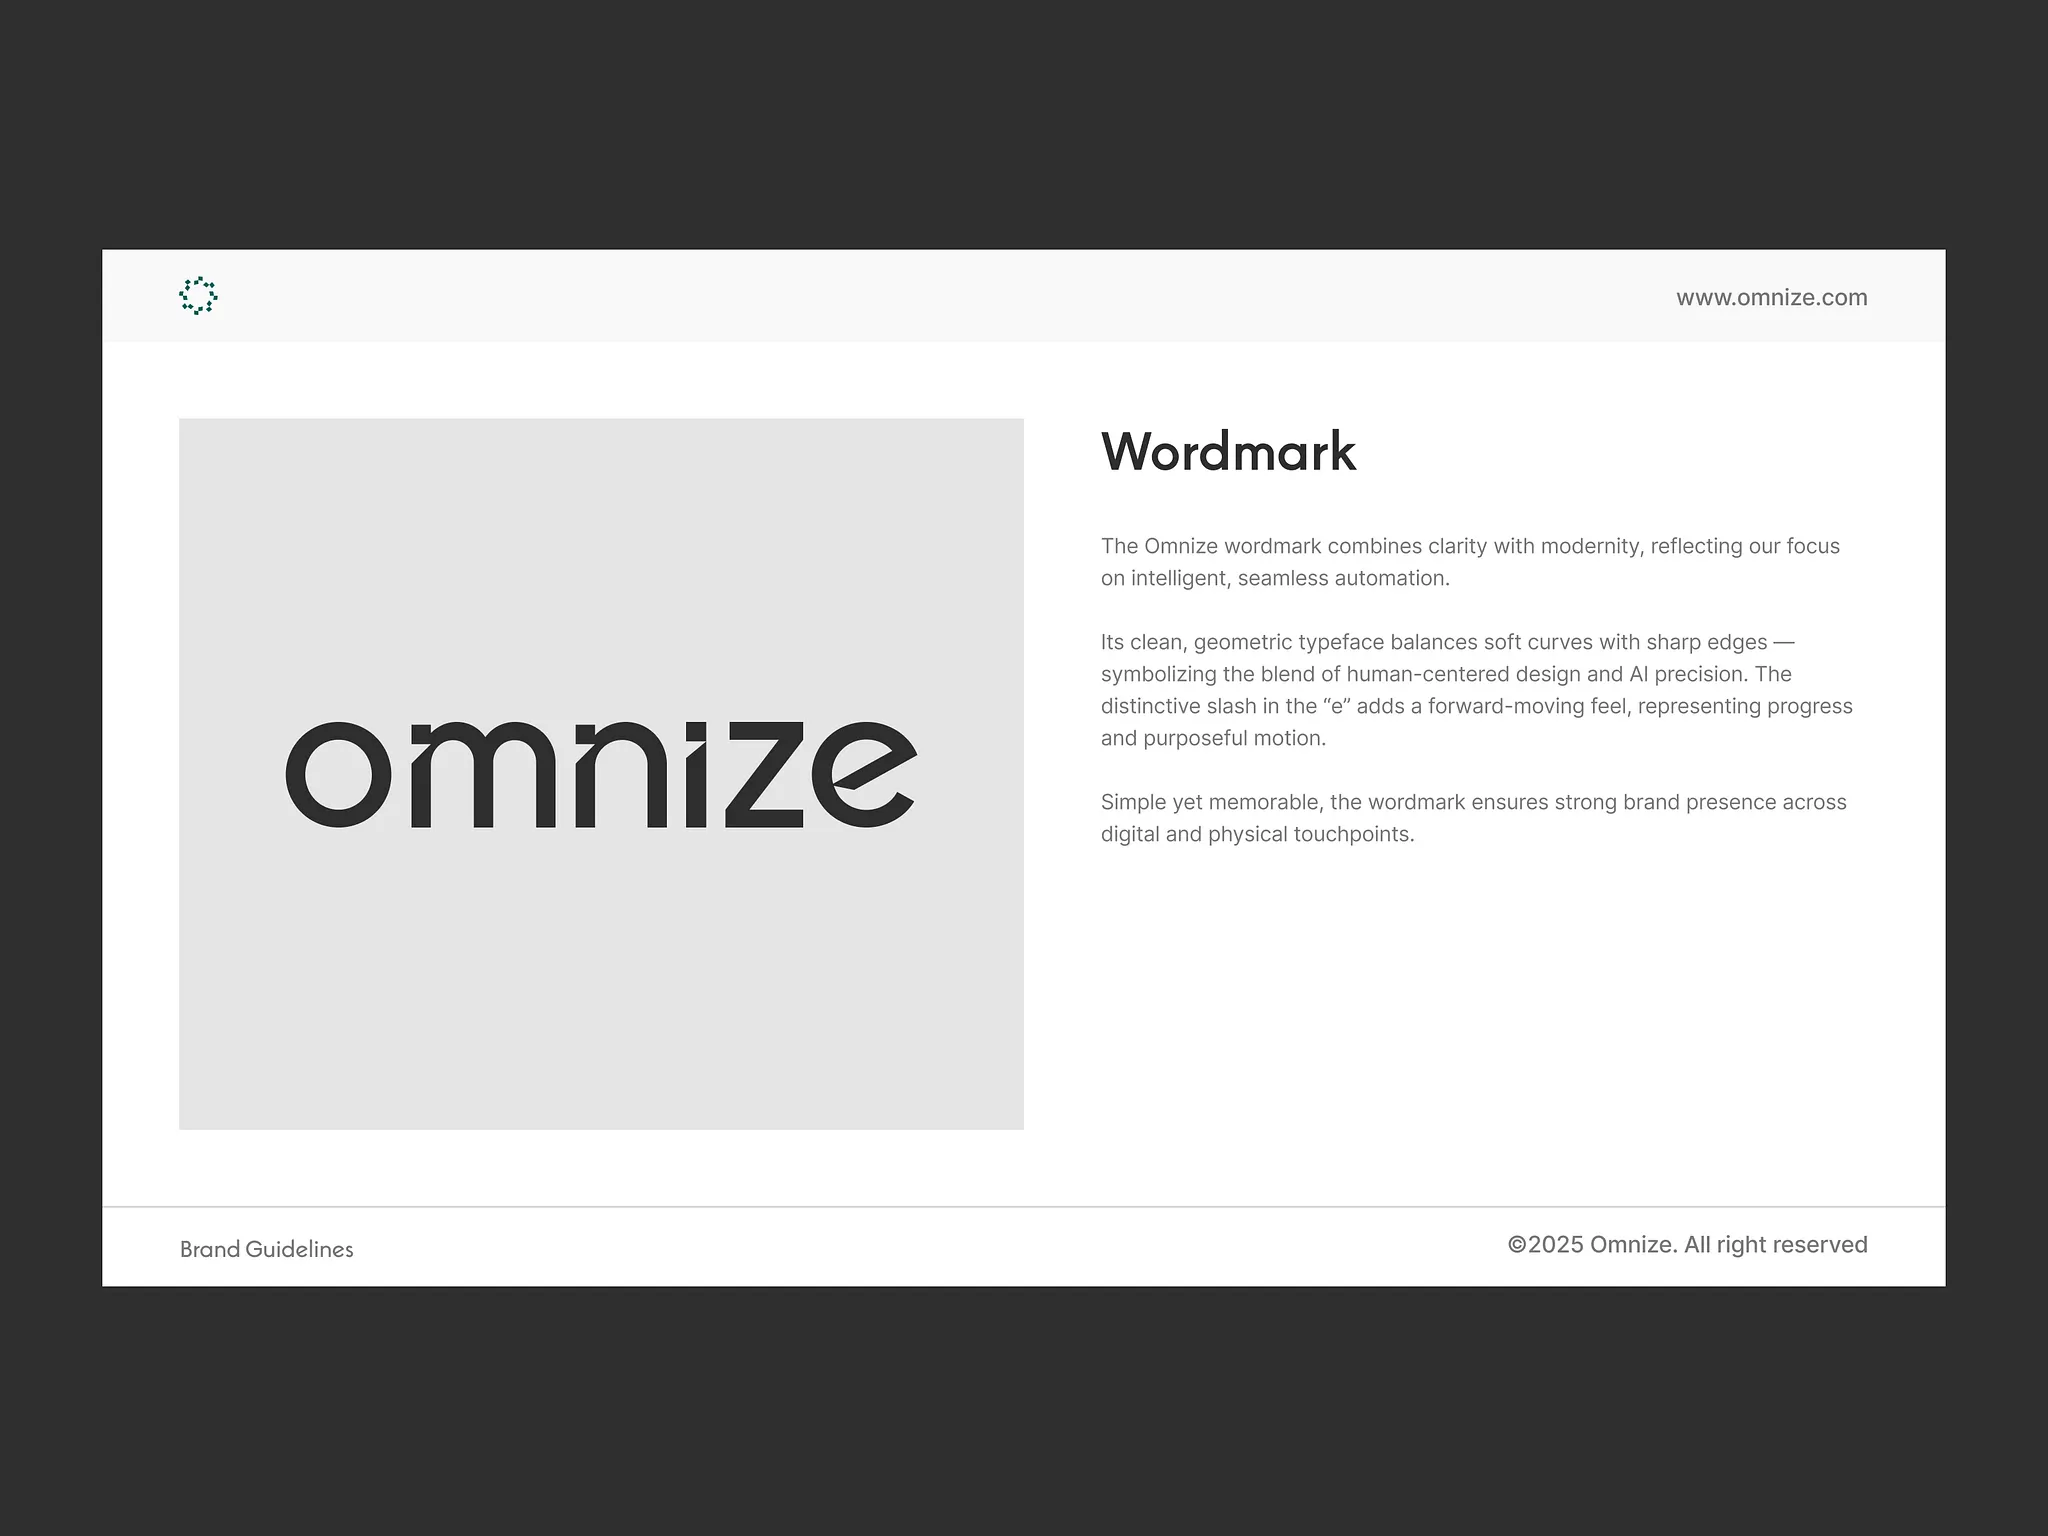 www.omnize.com
omnize
Wordmark
The Omnize wordmark combines clarity with modernity, reflecting our focus
on intelligent, seamless automation.
Its clean, geometric typeface balances soft curves with sharp edges —
symbolizing the blend of human-centered design and AI precision. The
distinctive slash in the “e” adds a forward-moving feel, representing progress
and purposeful motion.
Simple yet memorable, the wordmark ensures strong brand presence across
digital and physical touchpoints.
Brand Guidelines
©2025 Omnize. All right reserved